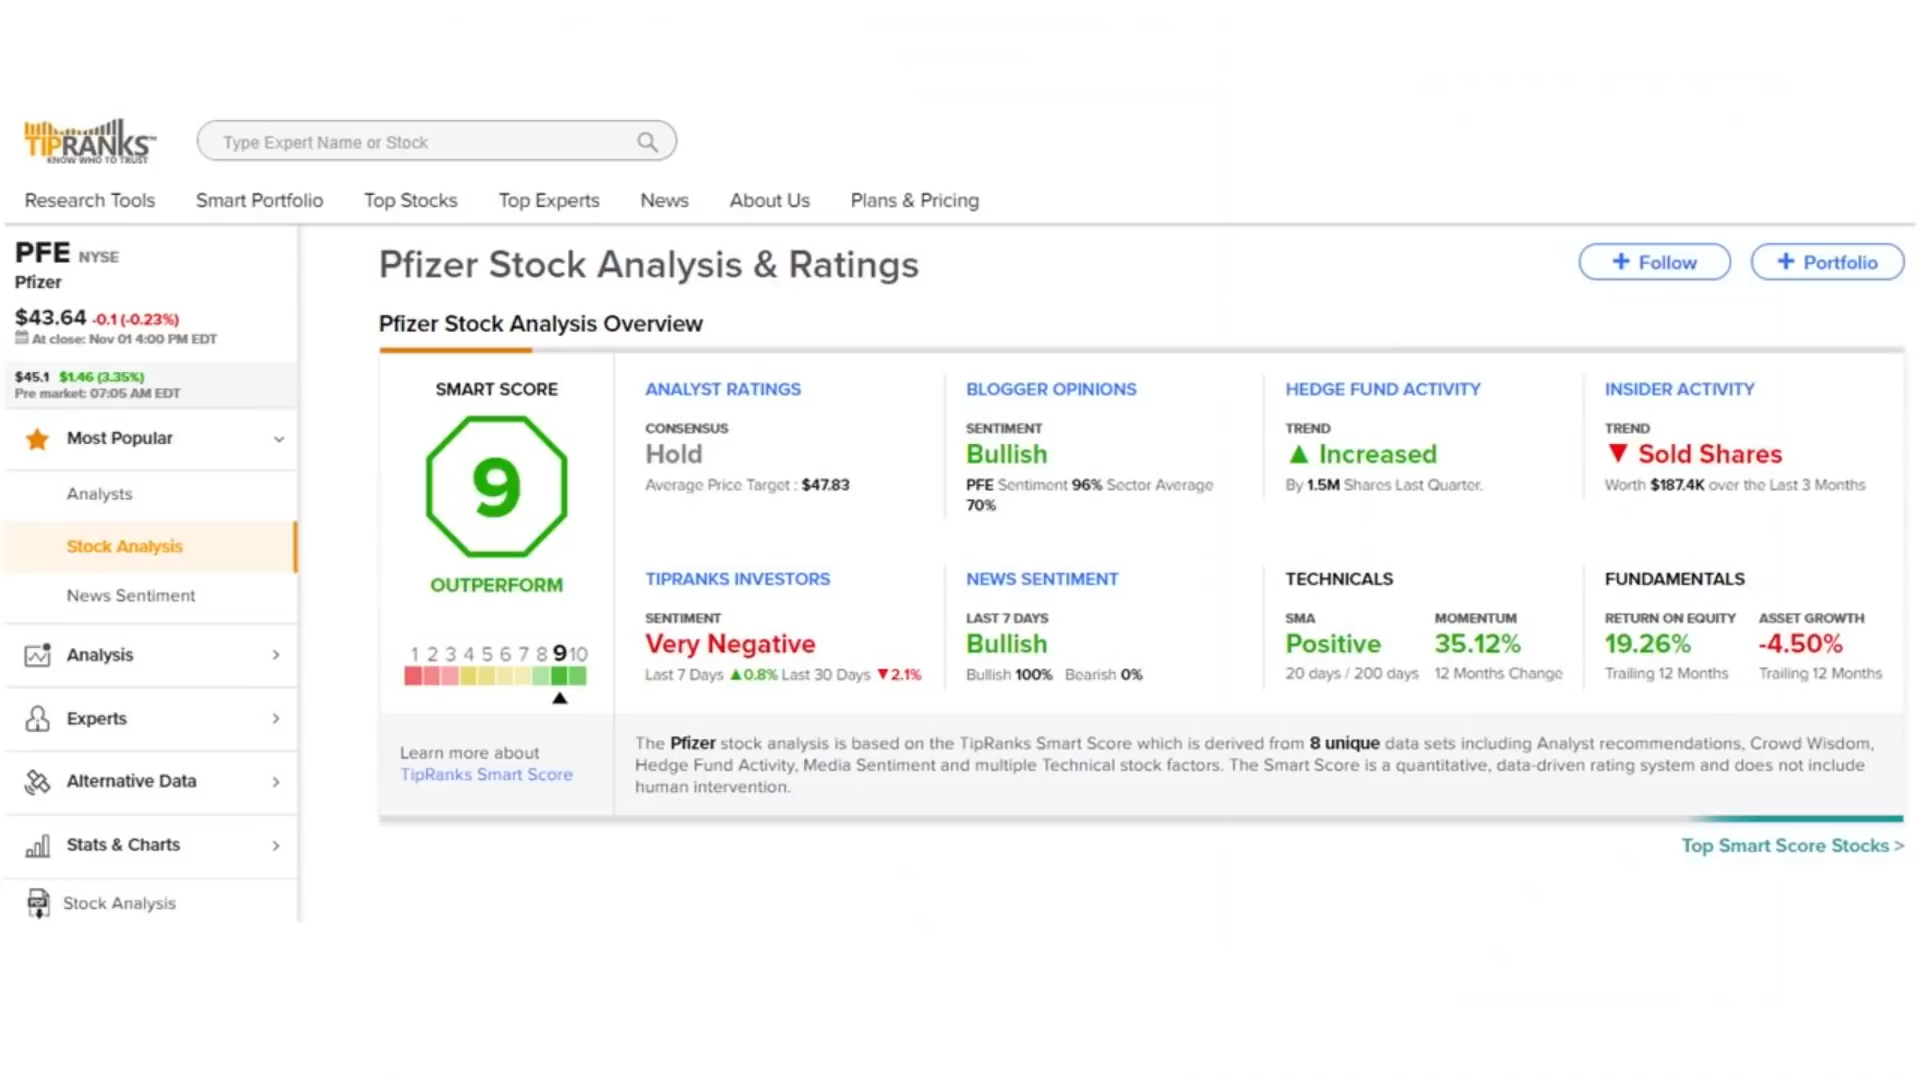 TIPRANKS™
KNOW WHO TO TRUST
Type Expert Name or Stock
Research Tools Smart Portfolio Top Stocks Top Experts News About Us Plans & Pricing
PFE NYSE
Pfizer
$43.64 -0.1 (-0.23%)
At close: Nov 01 4:00 PM EDT
$45.1 $1.46 (3.35%)
Pre market: 07:05 AM EDT
Most Popular
Analysts
Stock Analysis
News Sentiment
Analysis
Experts
Alternative Data
Stats & Charts
PDF Stock Analysis
Pfizer Stock Analysis & Ratings
+ Follow + Portfolio
Pfizer Stock Analysis Overview
SMART SCORE
9
OUTPERFORM
1 2 3 4 5 6 7 8 9 10
Learn more about
TipRanks Smart Score
ANALYST RATINGS
CONSENSUS
Hold
Average Price Target : $47.83
BLOGGER OPINIONS
SENTIMENT
Bullish
PFE Sentiment 96% Sector Average
70%
HEDGE FUND ACTIVITY
TREND
▲ Increased
By 1.5M Shares Last Quarter.
INSIDER ACTIVITY
TREND
▼ Sold Shares
Worth $187.4K over the Last 3 Months
TIPRANKS INVESTORS
SENTIMENT
Very Negative
Last 7 Days ▲0.8% Last 30 Days ▼2.1%
NEWS SENTIMENT
LAST 7 DAYS
Bullish
Bullish 100% Bearish 0%
TECHNICALS
SMA MOMENTUM
Positive 35.12%
20 days / 200 days 12 Months Change
FUNDAMENTALS
RETURN ON EQUITY ASSET GROWTH
19.26% -4.50%
Trailing 12 Months Trailing 12 Months
The Pfizer stock analysis is based on the TipRanks Smart Score which is derived from 8 unique data sets including Analyst recommendations, Crowd Wisdom,
Hedge Fund Activity, Media Sentiment and multiple Technical stock factors. The Smart Score is a quantitative, data-driven rating system and does not include
human intervention.
Top Smart Score Stocks >